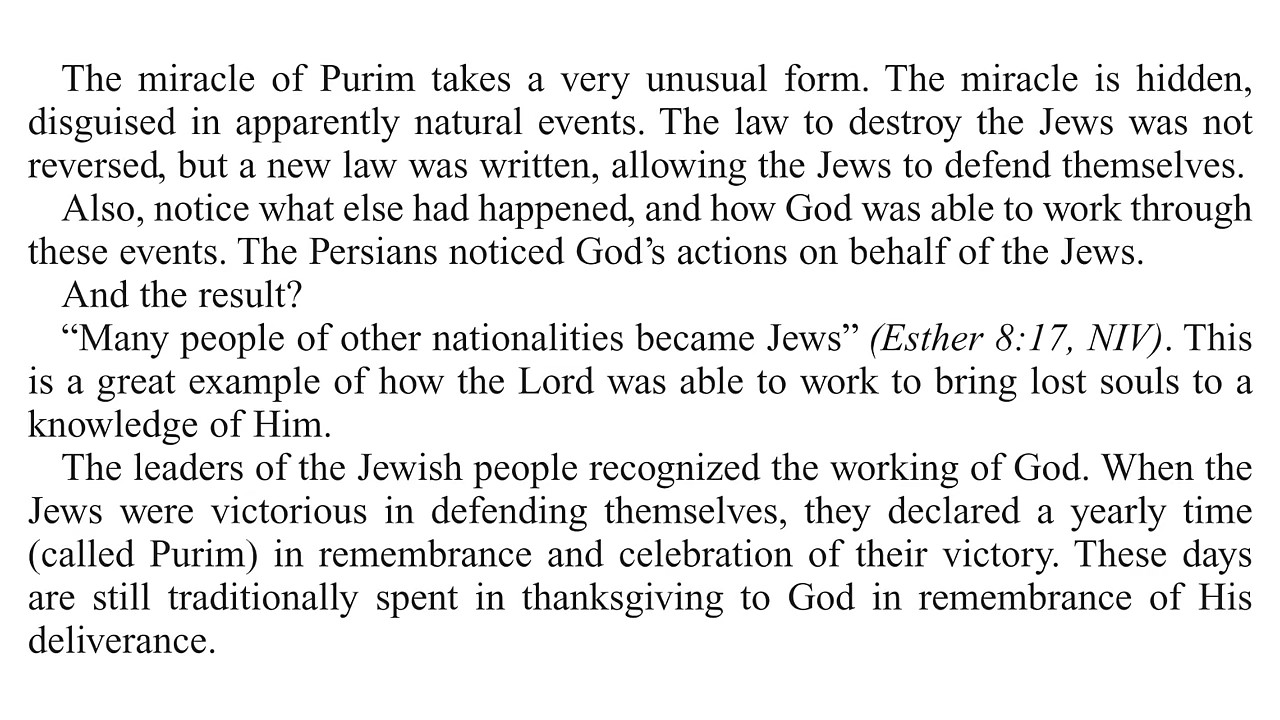 The miracle of Purim takes a very unusual form. The miracle is hidden,
disguised in apparently natural events. The law to destroy the Jews was not
reversed, but a new law was written, allowing the Jews to defend themselves.
Also, notice what else had happened, and how God was able to work through
these events. The Persians noticed God’s actions on behalf of the Jews.
And the result?
“Many people of other nationalities became Jews” (Esther 8:17, NIV). This
is a great example of how the Lord was able to work to bring lost souls to a
knowledge of Him.
The leaders of the Jewish people recognized the working of God. When the
Jews were victorious in defending themselves, they declared a yearly time
(called Purim) in remembrance and celebration of their victory. These days
are still traditionally spent in thanksgiving to God in remembrance of His
deliverance.